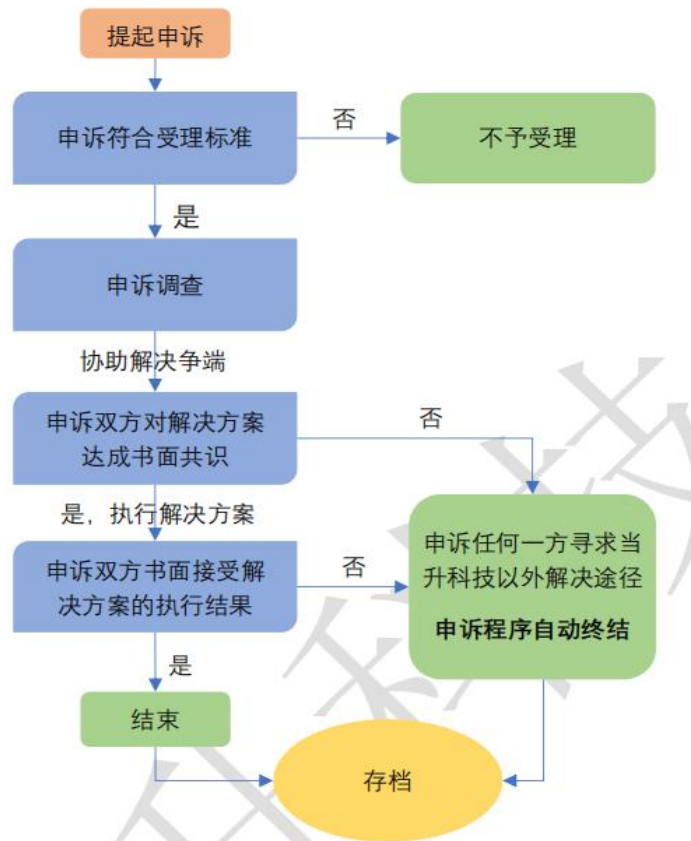 提起申诉
申诉符合受理标准
否
不予受理
是
申诉调查
协助解决争端
申诉双方对解决方案
达成书面共识
否
是，执行解决方案
申诉双方书面接受解
决方案的执行结果
否
申诉任何一方寻求当
升科技以外解决途径
申诉程序自动终结
是
结束
存档
升科技